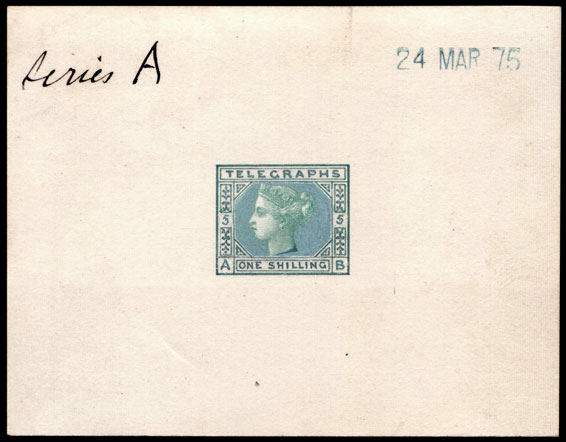 Series A
24 MAR 75
TELEGRAPHS
5 5
A ONE SHILLING B